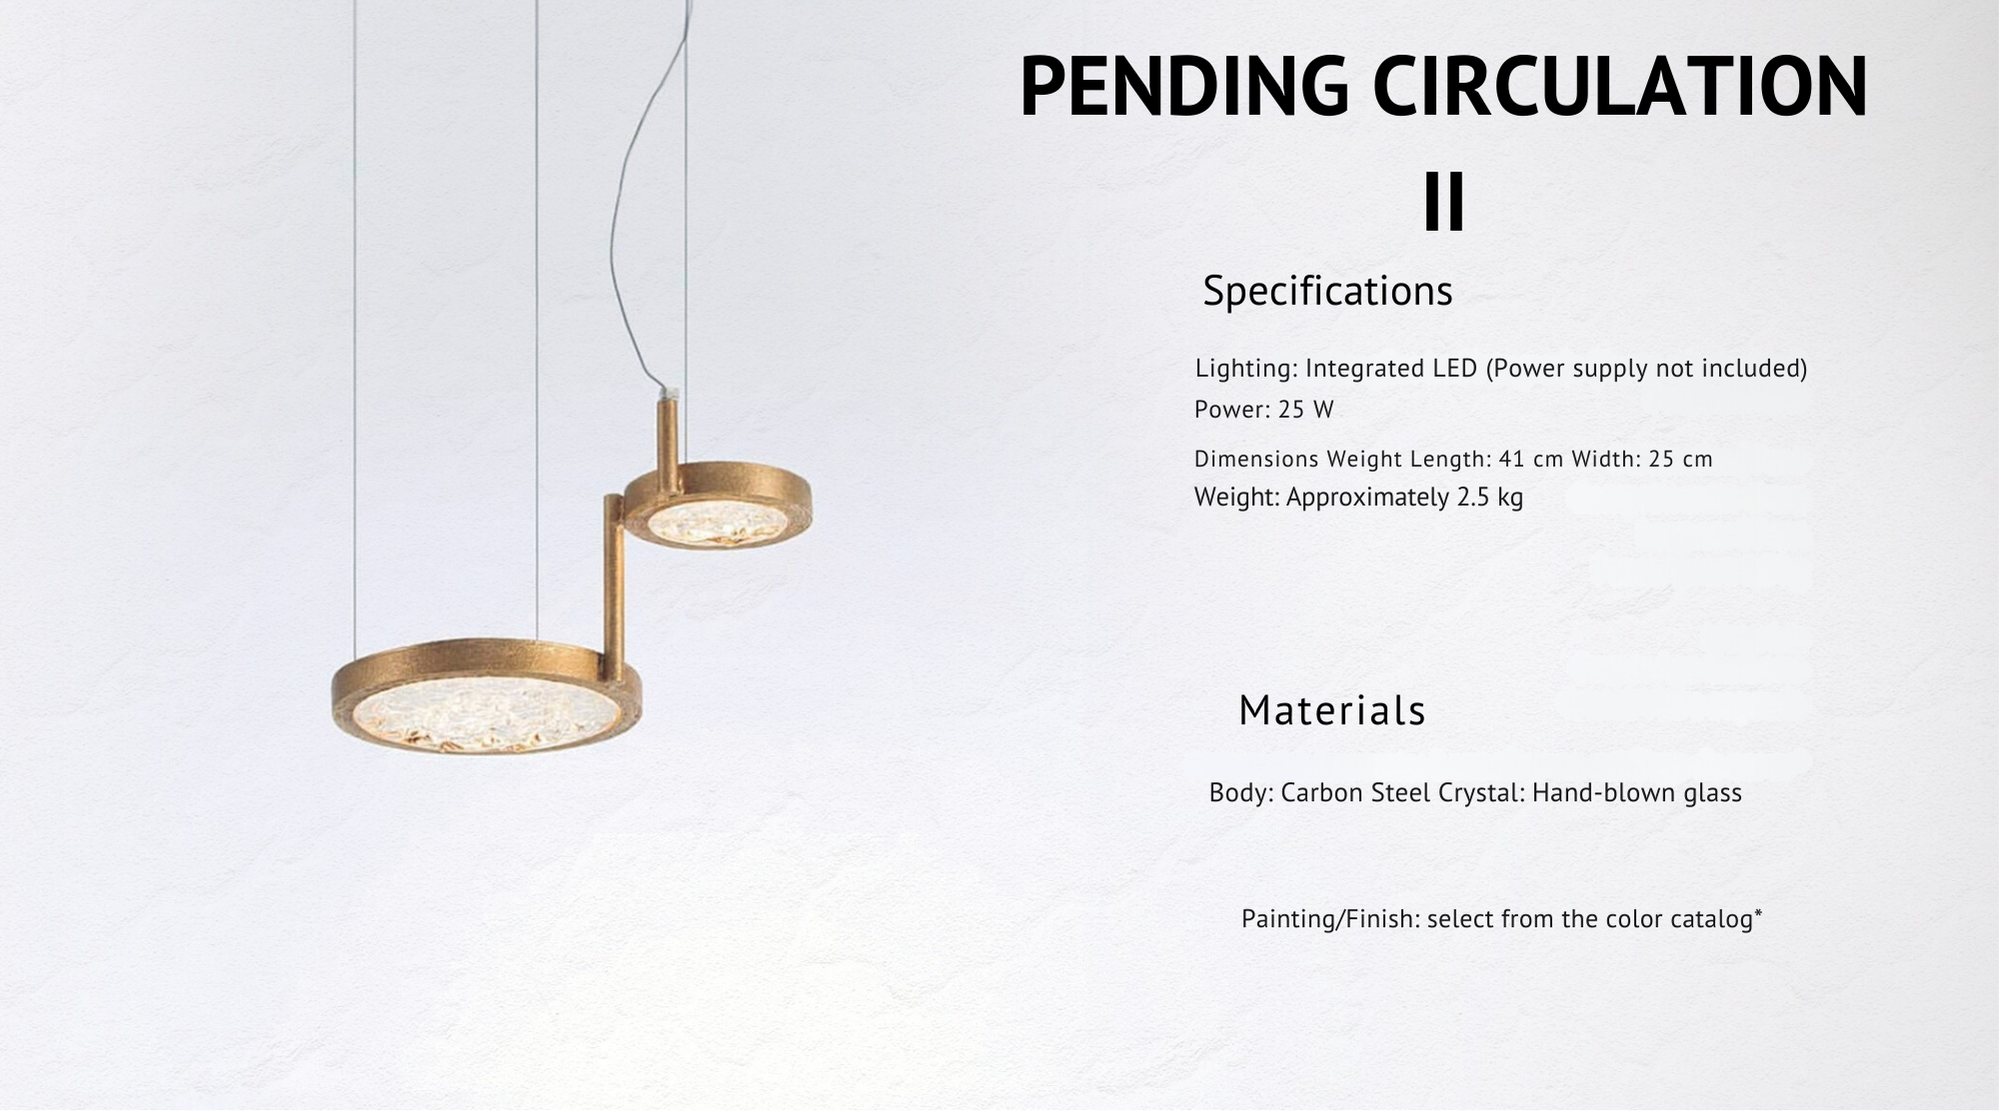 PENDING CIRCULATION
II
Specifications
Lighting: Integrated LED (Power supply not included)
Power: 25 W
Dimensions Weight Length: 41 cm Width: 25 cm
Weight: Approximately 2.5 kg
Materials
Body: Carbon Steel Crystal: Hand-blown glass
Painting/Finish: select from the color catalog*